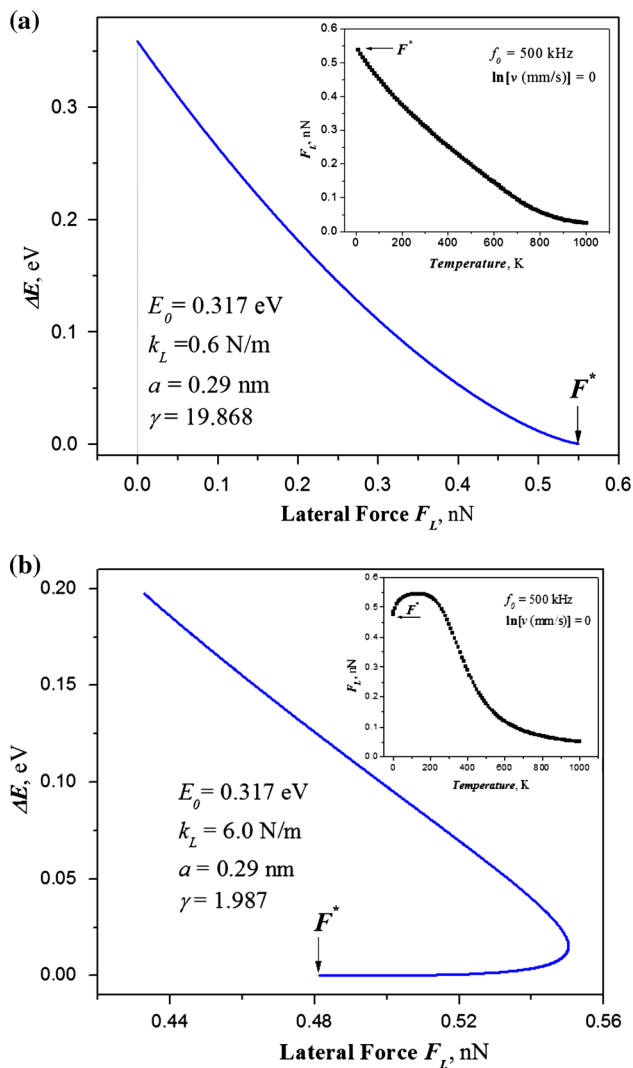 (a)
0.3
0.2
0.1
0.0
ΔE, eV
E₀= 0.317 eV
k_L =0.6 N/m
a = 0.29 nm
γ = 19.868
F*
0.0 0.1 0.2 0.3 0.4 0.5 0.6
Lateral Force F_L, nN
0.6
0.5
0.4
0.3
0.2
0.1
0.0
F_L, nN
F*
f₀ = 500 kHz
ln[v (mm/s)] = 0
0 200 400 600 800 1000
Temperature, K
(b)
0.20
0.15
0.10
0.05
0.00
ΔE, eV
E₀= 0.317 eV
k_L = 6.0 N/m
a = 0.29 nm
γ = 1.987
F*
0.44 0.48 0.52 0.56
Lateral Force F_L, nN
0.6
0.5
0.4
0.3
0.2
0.1
0.0
F_L, nN
F*
f₀ = 500 kHz
ln[v (mm/s)] = 0
0 200 400 600 800 1000
Temperature, K